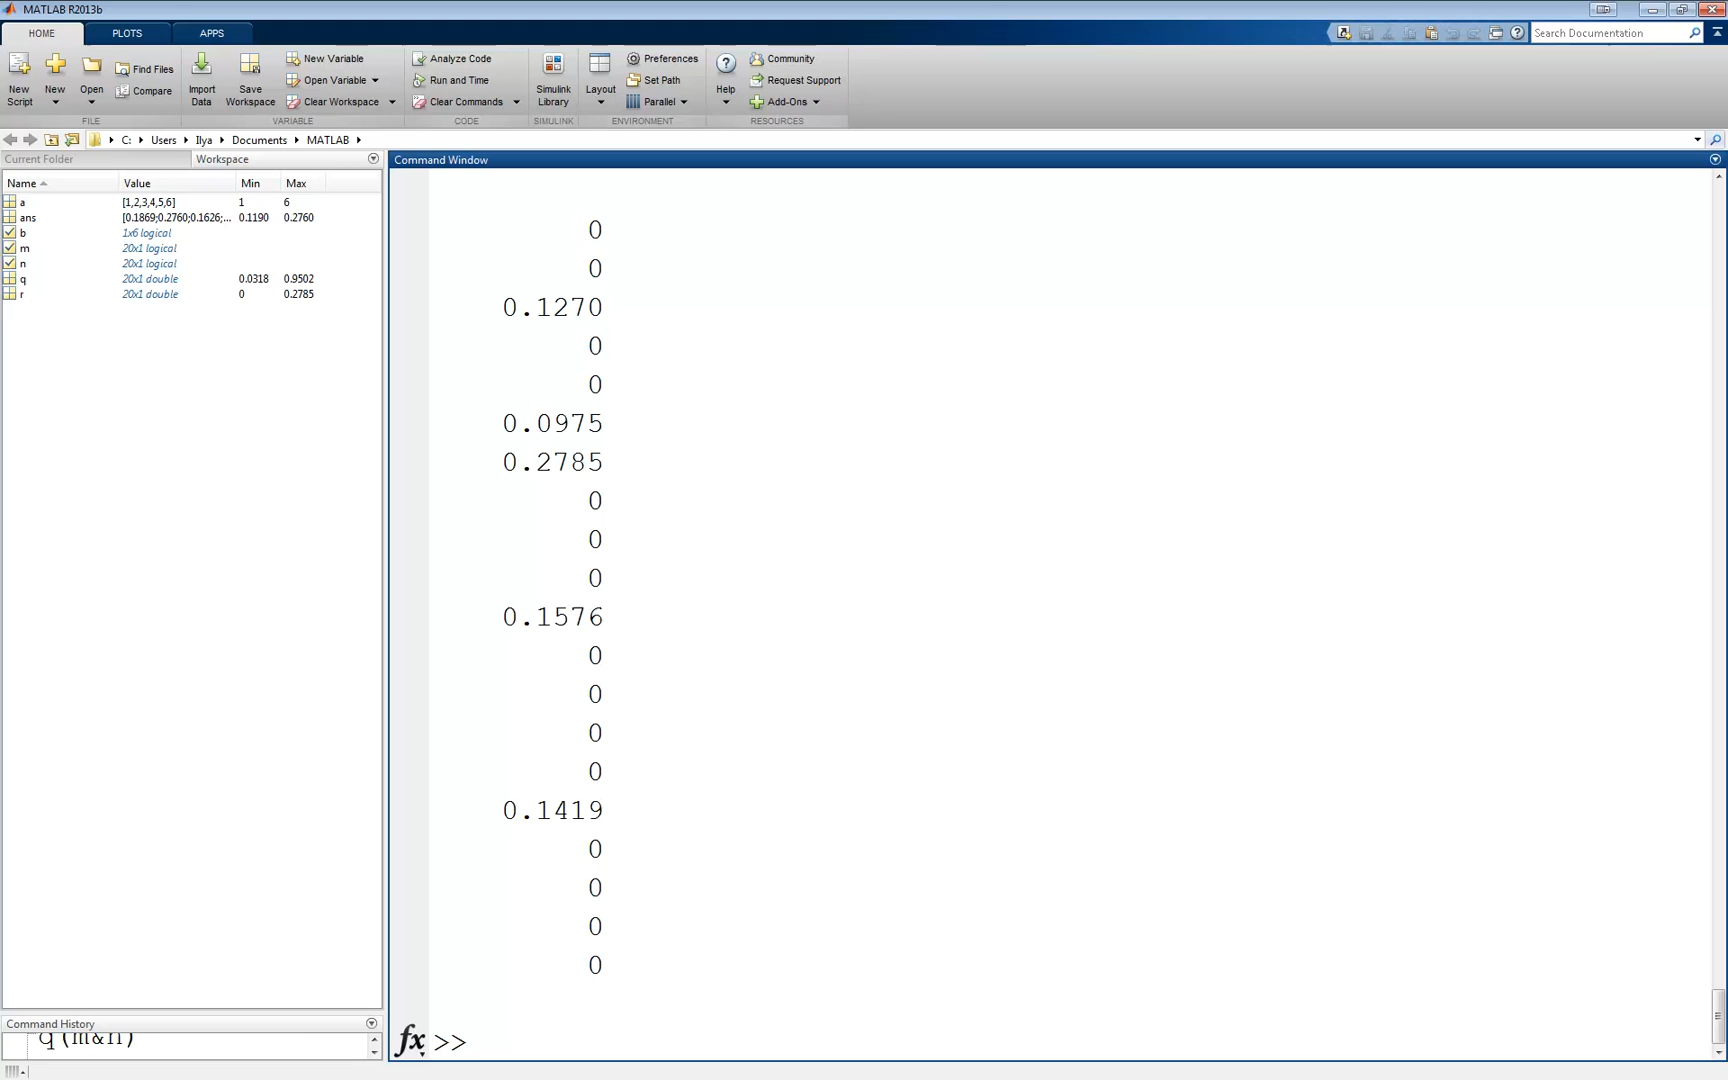 MATLAB R2013b
HOME PLOTS APPS
Search Documentation
New Script
New
Open
Find Files
Compare
Import Data
Save Workspace
New Variable
Open Variable
Clear Workspace
Analyze Code
Run and Time
Clear Commands
Simulink Library
Layout
Preferences
Set Path
Parallel
Help
Community
Request Support
Add-Ons
FILE VARIABLE CODE SIMULINK ENVIRONMENT RESOURCES
C: Users Ilya Documents MATLAB
Current Folder Workspace
Name Value Min Max
a [1,2,3,4,5,6] 1 6
ans [0.1869;0.2760;0.1626;... 0.1190 0.2760
b 1x6 logical
m 20x1 logical
n 20x1 logical
q 20x1 double 0.0318 0.9502
r 20x1 double 0 0.2785
Command History
q(m&n)
Command Window
0
0
0.1270
0
0
0.0975
0.2785
0
0
0
0.1576
0
0
0
0
0.1419
0
0
0
0
fx >>